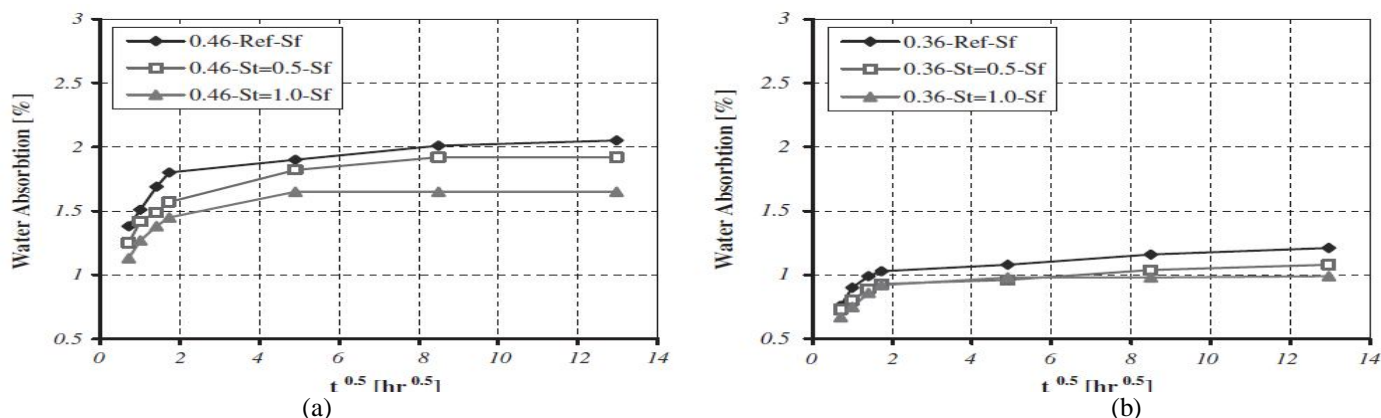 3
2.5
2
1.5
1
0.5
0 2 4 6 8 10 12 14
Water Absorbtion [%]
t 0.5 [hr 0.5]
0.46-Ref-Sf
0.46-St=0.5-Sf
0.46-St=1.0-Sf
(a)
3
2.5
2
1.5
1
0.5
0 2 4 6 8 10 12 14
Water Absorption [%]
t 0.5 [hr 0.5]
0.36-Ref-Sf
0.36-St=0.5-Sf
0.36-St=1.0-Sf
(b)